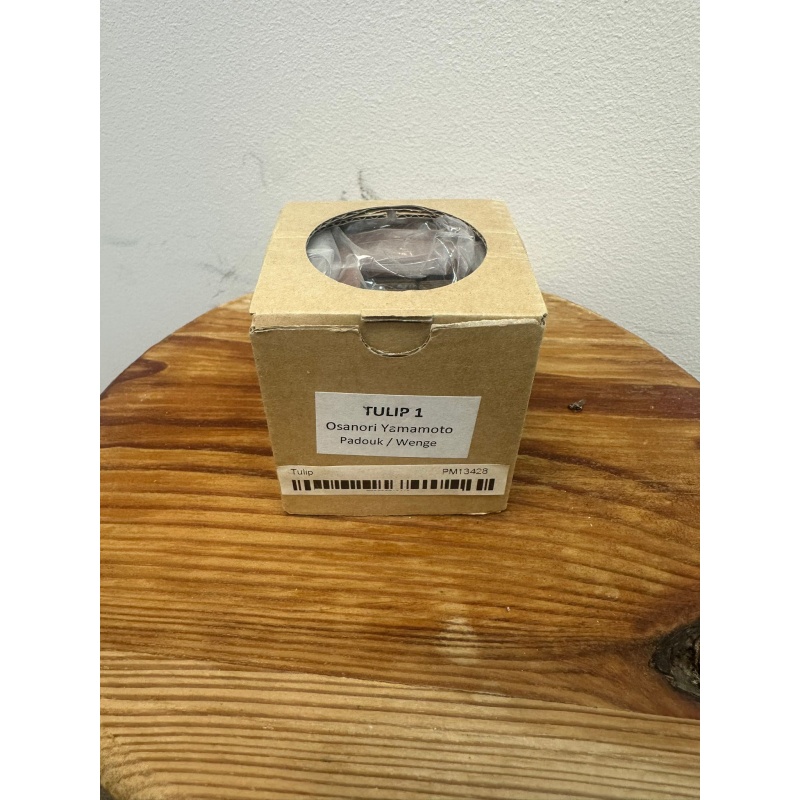 TULIP 1
Osanori Yamamoto
Padouk / Wenge
Tulip PM13428